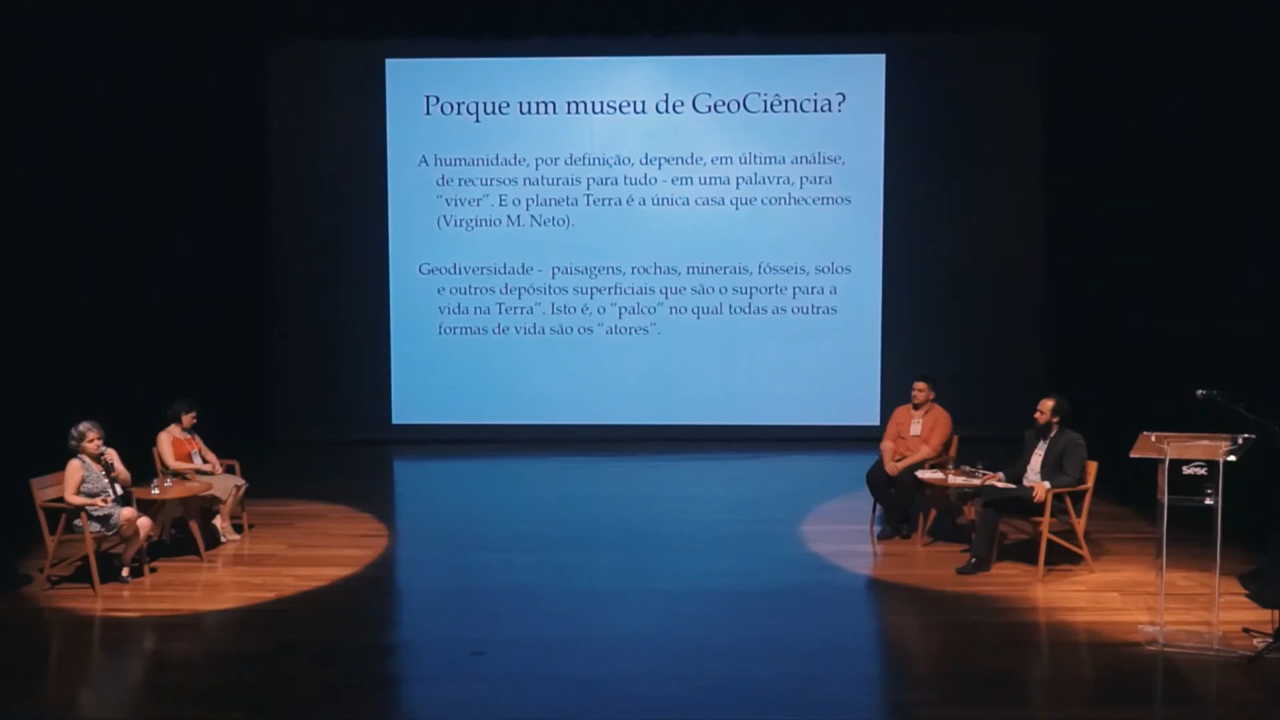 Porque um museu de GeoCiência?
A humanidade, por definição, depende, em última análise,
de recursos naturais para tudo - em uma palavra, para
“viver”. E o planeta Terra é a única casa que conhecemos
(Virgínio M. Neto).
Geodiversidade - paisagens, rochas, minerais, fósseis, solos
e outros depósitos superficiais que são o suporte para a
vida na Terra”. Isto é, o “palco” no qual todas as outras
formas de vida são os “atores”.
Sesc